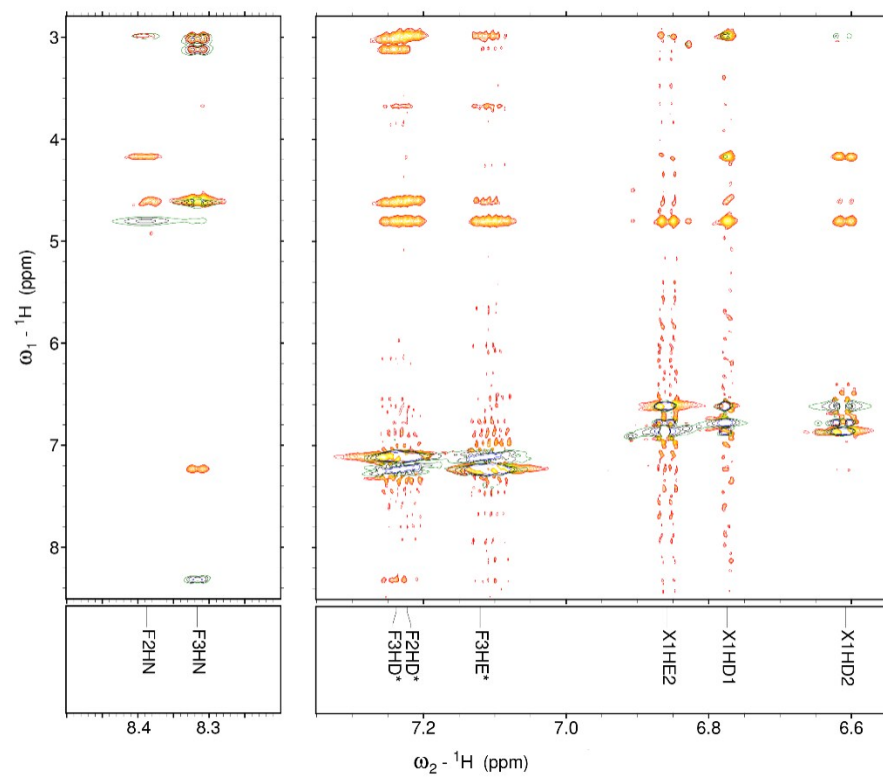 3
4
5
6
7
8
ω1 - 1H (ppm)
F2HN
F3HN
F3HD*
F2HD*
F3HE*
X1HE2
X1HD1
X1HD2
8.4
8.3
7.2
7.0
6.8
6.6
ω2 - 1H (ppm)